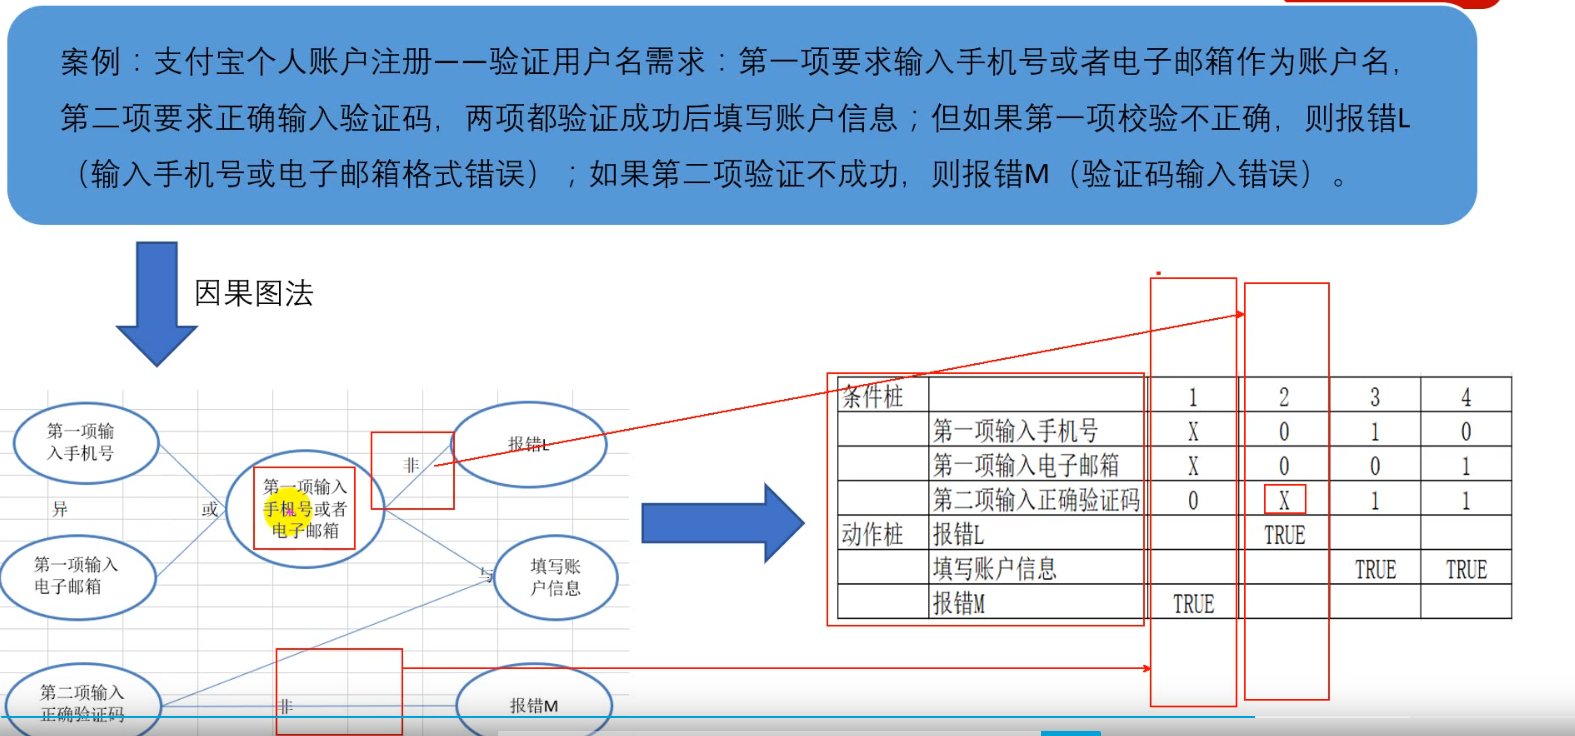 案例：支付宝个人账户注册——验证用户名需求：第一项要求输入手机号或者电子邮箱作为账户名，
第二项要求正确输入验证码，两项都验证成功后填写账户信息；但如果第一项校验不正确，则报错L
（输入手机号或电子邮箱格式错误）；如果第二项验证不成功，则报错M（验证码输入错误）。
因果图法
第一项输
入手机号
异
第一项输入
电子邮箱
或
第一项输入
手机号或者
电子邮箱
非
报错L
与
填写账
户信息
第二项输入
正确验证码
非
报错M
条件桩 1 2 3 4
第一项输入手机号 X 0 1 0
第一项输入电子邮箱 X 0 0 1
第二项输入正确验证码 0 X 1 1
动作桩 报错L TRUE
填写账户信息 TRUE TRUE
报错M TRUE